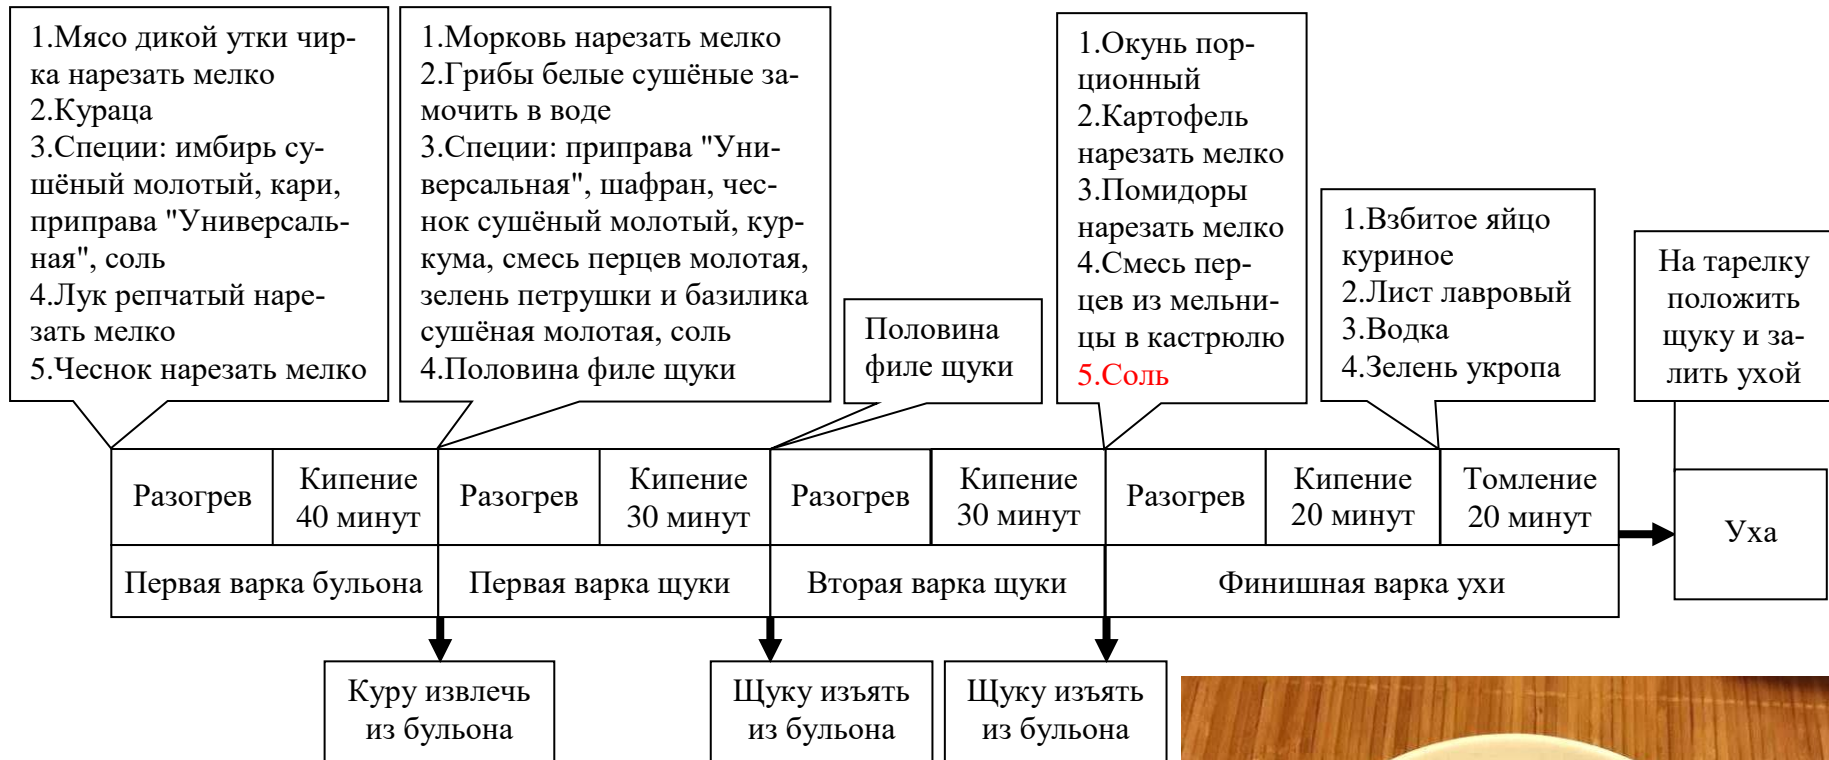 1.Мясо дикой утки чир-
ка нарезать мелко
2.Кураца
3.Специи: имбирь су-
шёный молотый, кари,
приправа "Универсаль-
ная", соль
4.Лук репчатый наре-
зать мелко
5.Чеснок нарезать мелко
1.Морковь нарезать мелко
2.Грибы белые сушёные за-
мочить в воде
3.Специи: приправа "Уни-
версальная", шафран, чес-
нок сушёный молотый, кур-
кума, смесь перцев молотая,
зелень петрушки и базилика
сушёная молотая, соль
4.Половина филе щуки
Половина
филе щуки
1.Окунь пор-
ционный
2.Картофель
нарезать мелко
3.Помидоры
нарезать мелко
4.Смесь пер-
цев из мельни-
цы в кастрюлю
5.Соль
1.Взбитое яйцо
куриное
2.Лист лавровый
3.Водка
4.Зелень укропа
На тарелку
положить
щуку и за-
лить ухой
Разогрев
Кипение
40 минут
Разогрев
Кипение
30 минут
Разогрев
Кипение
30 минут
Разогрев
Кипение
20 минут
Томление
20 минут
Уха
Первая варка бульона
Первая варка щуки
Вторая варка щуки
Финишная варка ухи
Куру извлечь
из бульона
Щуку изъять
из бульона
Щуку изъять
из бульона